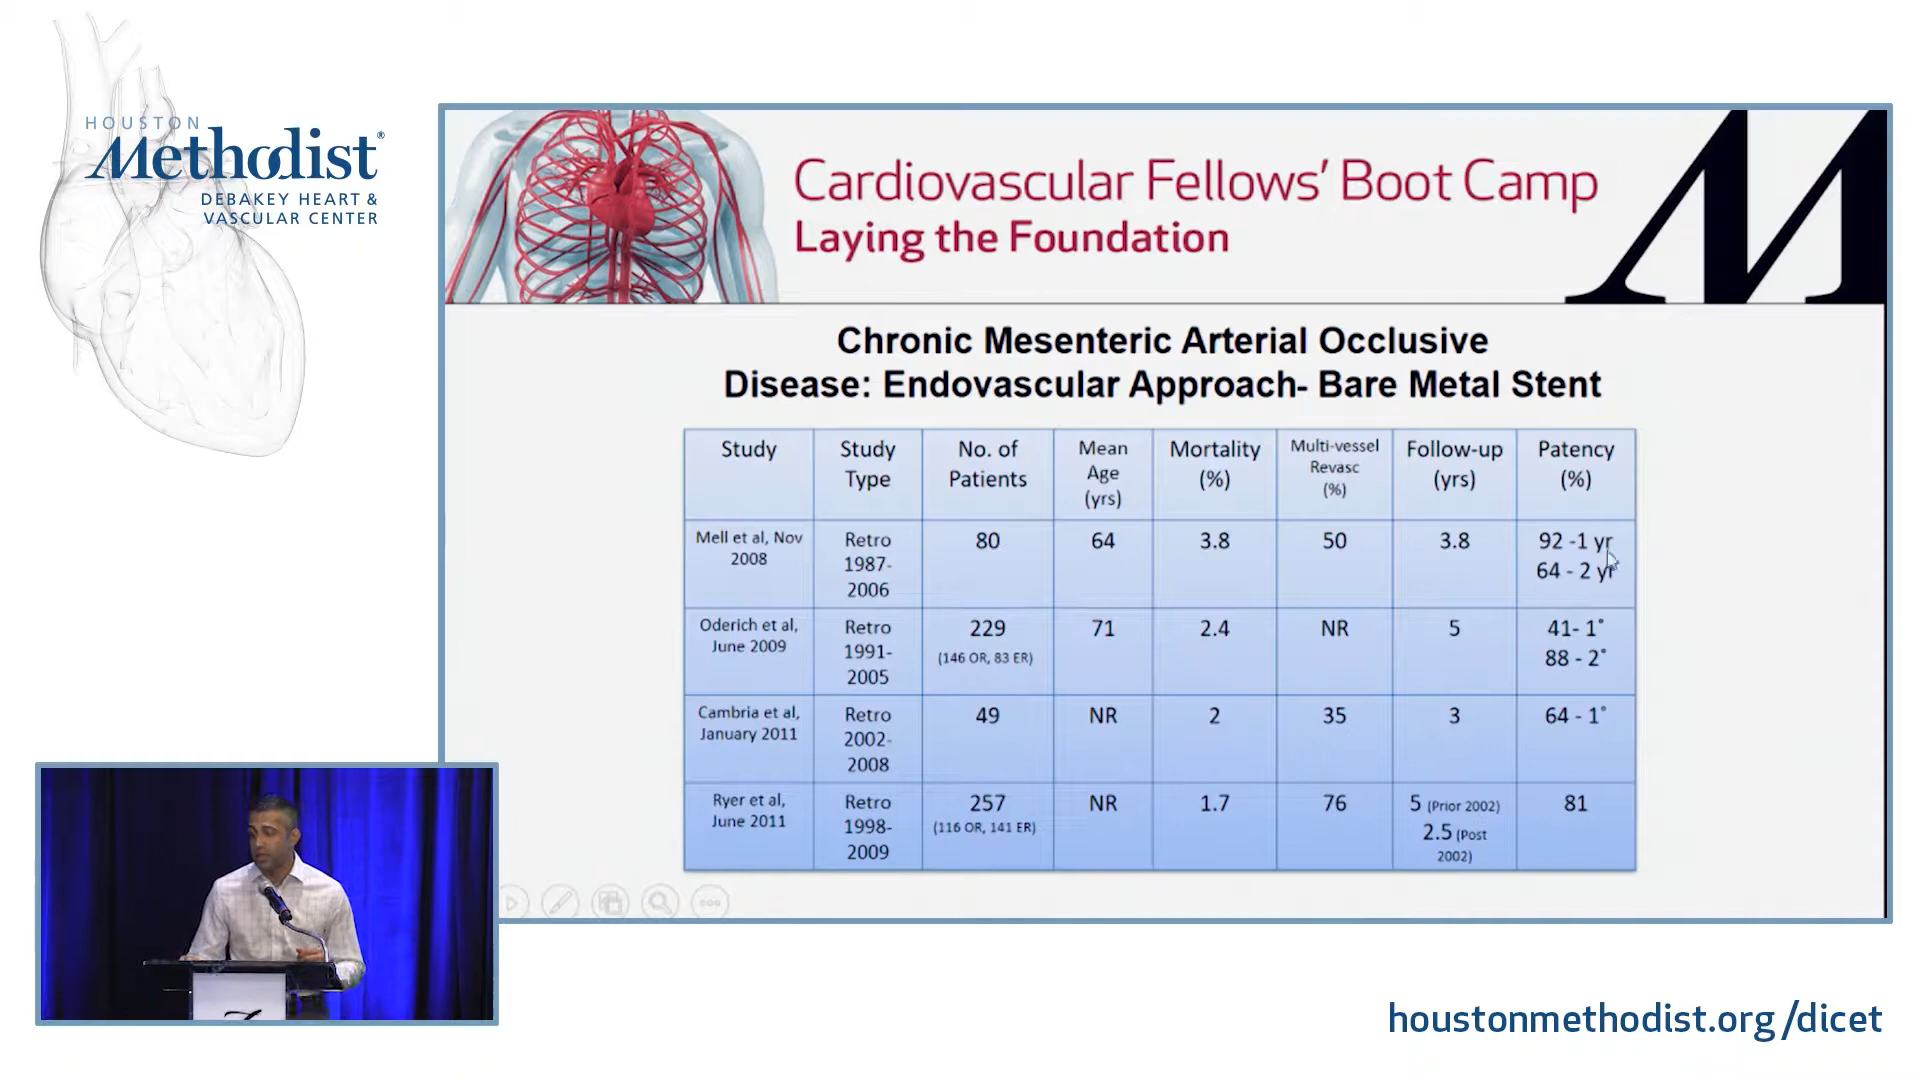 HOUSTON
Methodist®
DEBAKEY HEART &
VASCULAR CENTER
Cardiovascular Fellows' Boot Camp
Laying the Foundation
M
Chronic Mesenteric Arterial Occlusive
Disease: Endovascular Approach- Bare Metal Stent
Study
Study
Type
No. of
Patients
Mean
Age
(yrs)
Mortality
(%)
Multi-vessel
Revasc
(%)
Follow-up
(yrs)
Patency
(%)
Mell et al, Nov
2008
Retro
1987-
2006
80
64
3.8
50
3.8
92 -1 yr
64 - 2 yr
Oderich et al,
June 2009
Retro
1991-
2005
229
(146 OR, 83 ER)
71
2.4
NR
5
41- 1°
88 - 2°
Cambria et al,
January 2011
Retro
2002-
2008
49
NR
2
35
3
64 - 1°
Ryer et al,
June 2011
Retro
1998-
2009
257
(116 OR, 141 ER)
NR
1.7
76
5 (Prior 2002)
2.5 (Post
2002)
81
houstonmethodist.org/dicet